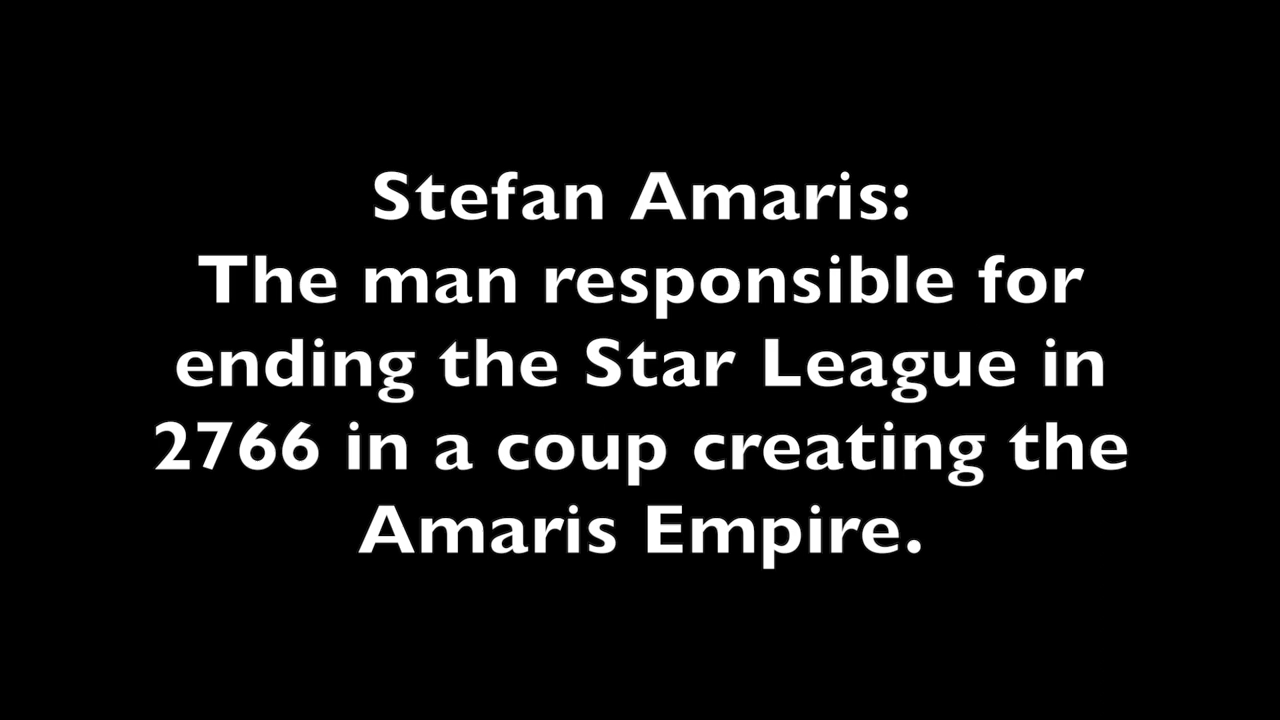 Stefan Amaris:
The man responsible for
ending the Star League in
2766 in a coup creating the
Amaris Empire.